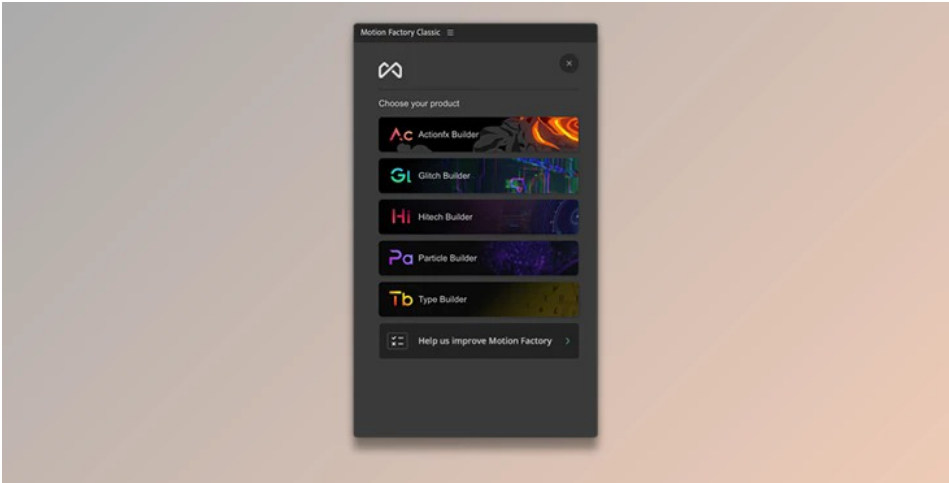 Motion Factory Classic
Choose your product
Ac Actionfx Builder
Gl Glitch Builder
Hi Hitech Builder
Pa Particle Builder
Tb Type Builder
Help us improve Motion Factory